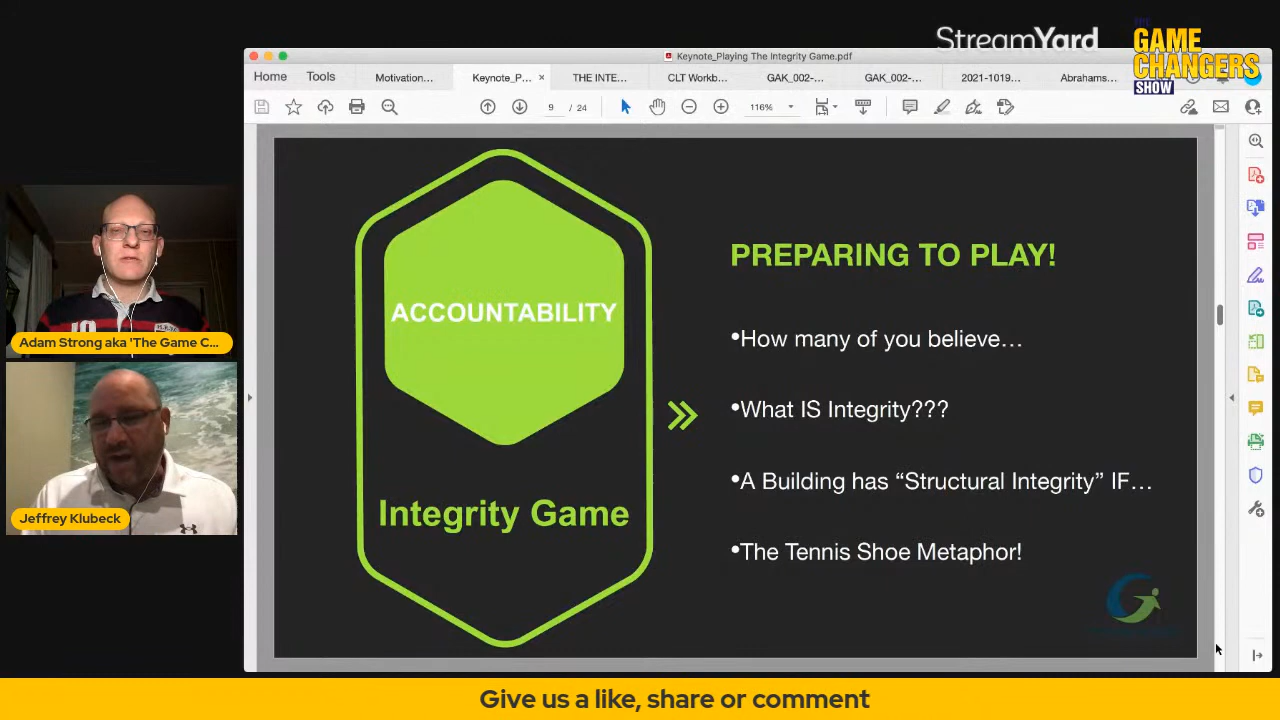 StreamYard
THE
GAME
CHANGERS
SHOW
Keynote_Playing The Integrity Game.pdf
Home
Tools
Motivation...
Keynote_P...
THE INTE...
CLT Workb...
GAK_002-...
GAK_002-...
2021-1019...
Abrahams...
9 / 24
116%
ACCOUNTABILITY
Integrity Game
PREPARING TO PLAY!
•How many of you believe…
•What IS Integrity???
•A Building has “Structural Integrity” IF…
•The Tennis Shoe Metaphor!
Adam Strong aka 'The Game C...
Jeffrey Klubeck
Give us a like, share or comment